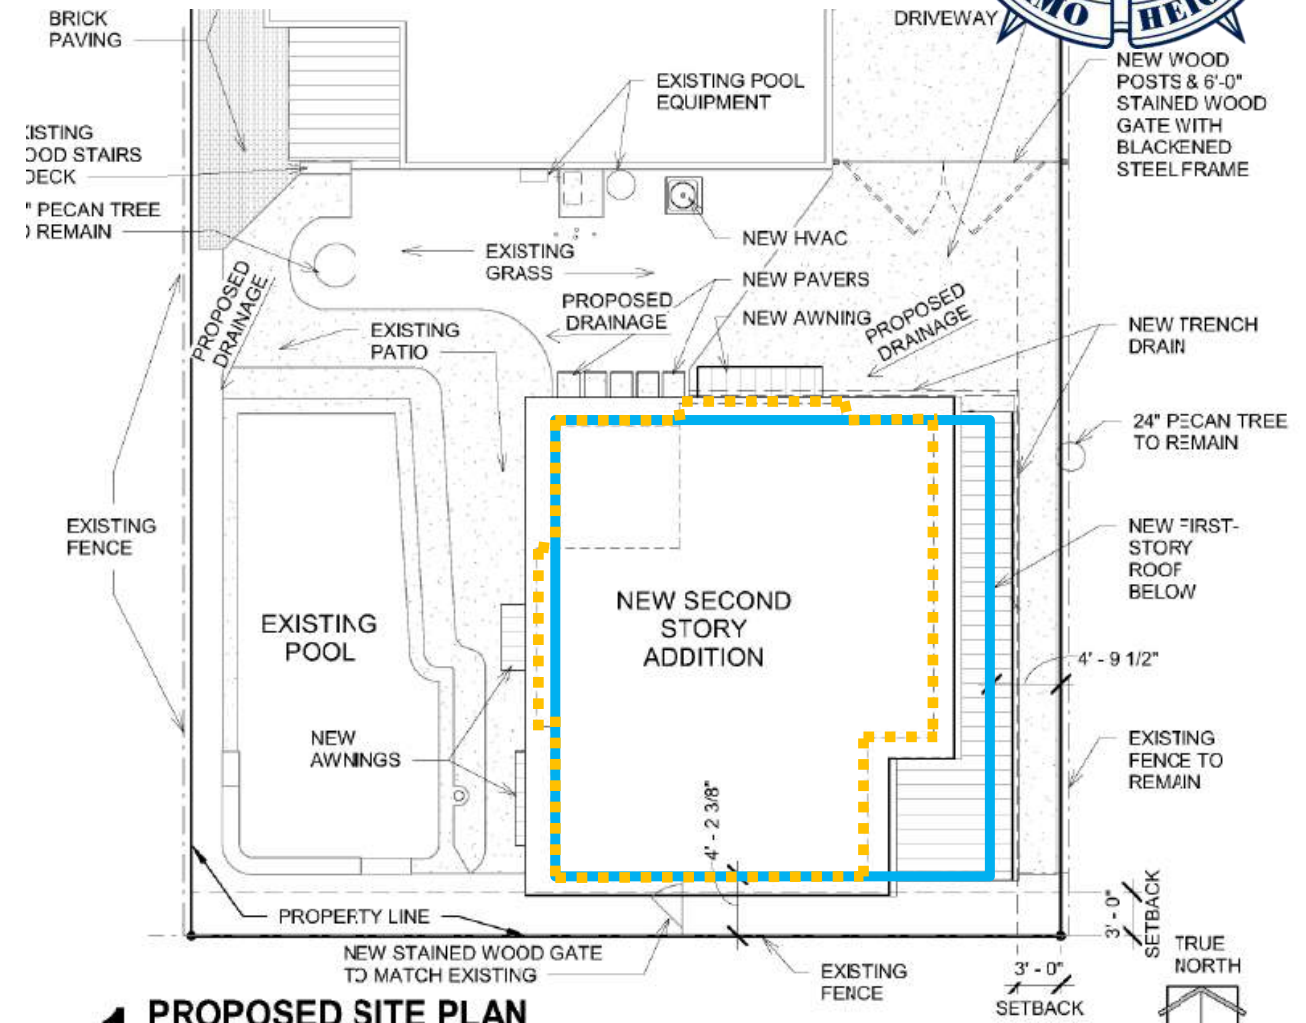 BRICK
PAVING
DRIVEWAY
HEIG
NEW WOOD
POSTS & 6'-0"
STAINED WOOD
GATE WITH
BLACKENED
STEEL FRAME
EXISTING POOL
EQUIPMENT
ISTING
OOD STAIRS
DECK
" PECAN TREE
REMAIN
NEW HVAC
EXISTING
GRASS
NEW PAVERS
PROPOSED
DRAINAGE
PROPOSED
DRAINAGE
NEW AWNING
PROPOSED
DRAINAGE
EXISTING
PATIO
NEW TRENCH
DRAIN
24" PECAN TREE
TO REMAIN
EXISTING
FENCE
NEW FIRST-
STORY
ROOF
BELOW
NEW SECOND
STORY
ADDITION
EXISTING
POOL
4' - 9 1/2"
NEW
AWNINGS
EXISTING
FENCE TO
REMAIN
4' - 2 3/8"
PROPERTY LINE
3' - 0"
SETBACK
NEW STAINED WOOD GATE
TO MATCH EXISTING
EXISTING
FENCE
3' - 0"
SETBACK
TRUE
NORTH
1 PROPOSED SITE PLAN